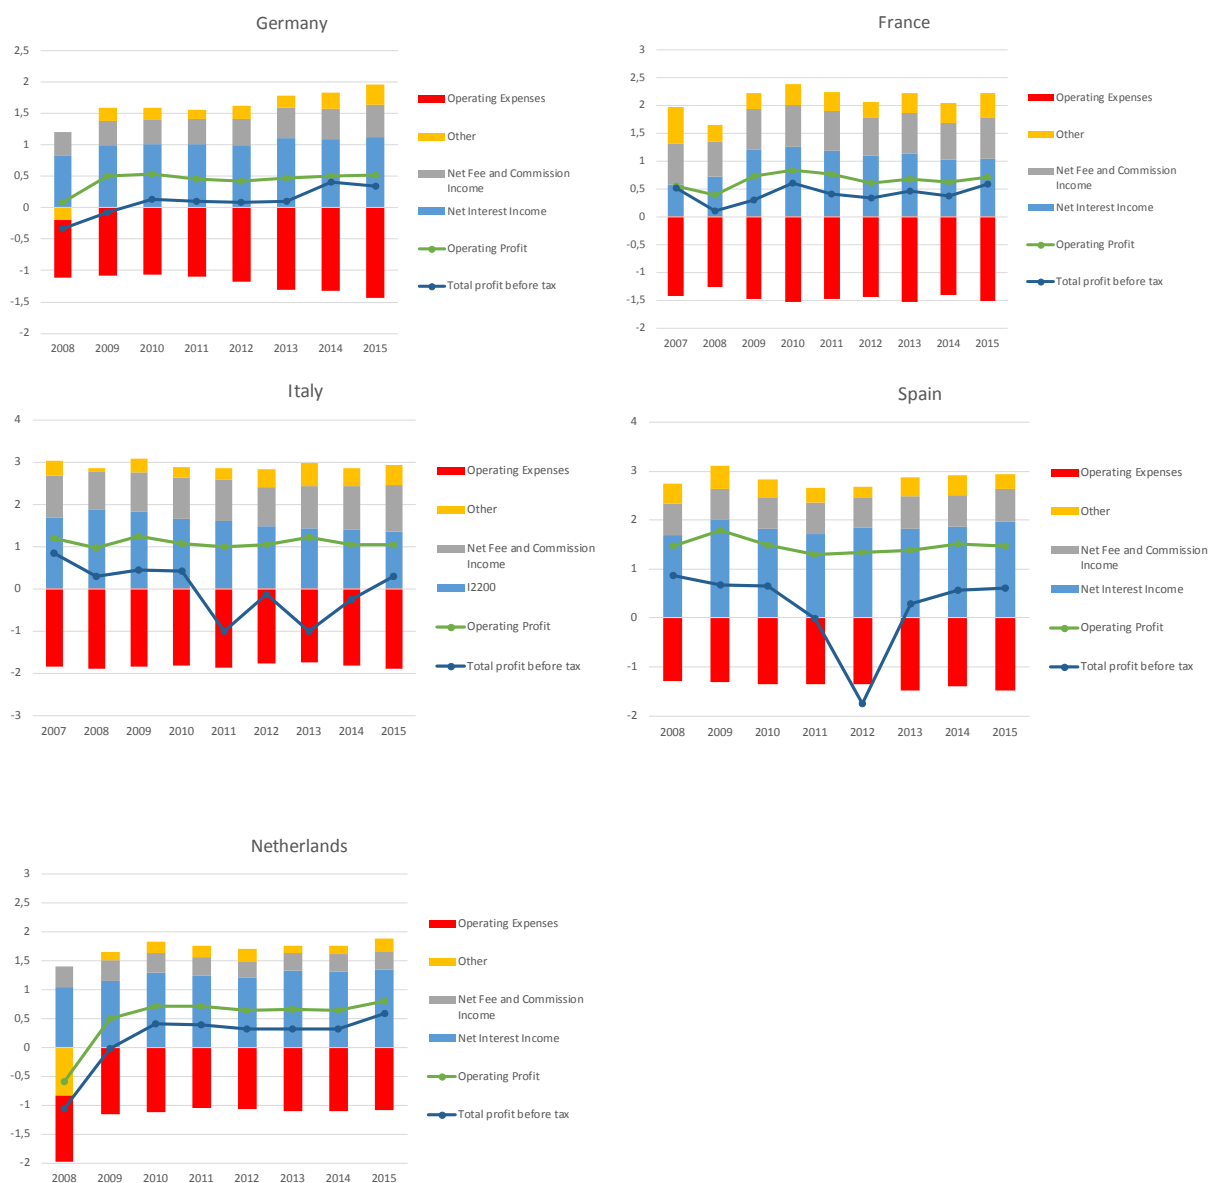 Germany
2,5
2
1,5
1
0,5
0
-0,5
-1
-1,5
-2
2008 2009 2010 2011 2012 2013 2014 2015
Operating Expenses
Other
Net Fee and Commission
Income
Net Interest Income
Operating Profit
Total profit before tax
France
3
2,5
2
1,5
1
0,5
0
-0,5
-1
-1,5
-2
2007 2008 2009 2010 2011 2012 2013 2014 2015
Operating Expenses
Other
Net Fee and Commission
Income
Net Interest Income
Operating Profit
Total profit before tax
Italy
4
3
2
1
0
-1
-2
-3
2007 2008 2009 2010 2011 2012 2013 2014 2015
Operating Expenses
Other
Net Fee and Commission
Income
I2200
Operating Profit
Total profit before tax
Spain
4
3
2
1
0
-1
-2
2008 2009 2010 2011 2012 2013 2014 2015
Operating Expenses
Other
Net Fee and Commission
Income
Net Interest Income
Operating Profit
Total profit before tax
Netherlands
3
2,5
2
1,5
1
0,5
0
-0,5
-1
-1,5
-2
2008 2009 2010 2011 2012 2013 2014 2015
Operating Expenses
Other
Net Fee and Commission
Income
Net Interest Income
Operating Profit
Total profit before tax